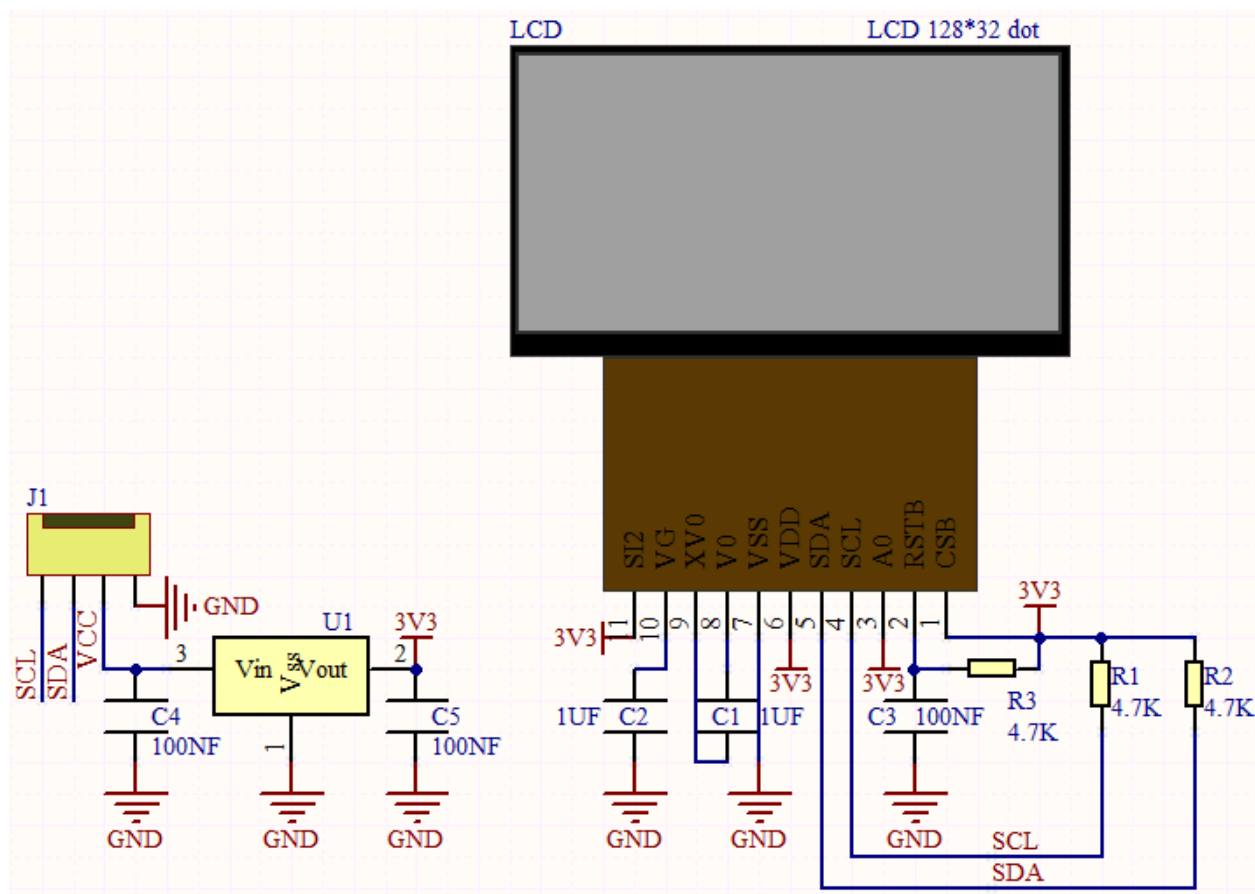 LCD
LCD 128*32 dot
SI2
VG
XV0
V0
VSS
VDD
SDA
SCL
A0
RSTB
CSB
11
10
9
8
7
6
5
4
3
2
1
J1
SCL
SDA
VCC
GND
U1
3V3
3
Vin
Vss
Vout
2
1
C4
100NF
C5
100NF
GND
GND
GND
3V3
1UF
C2
C1
1UF
3V3
3V3
C3
100NF
3V3
R3
4.7K
R1
4.7K
R2
4.7K
GND
GND
GND
SCL
SDA